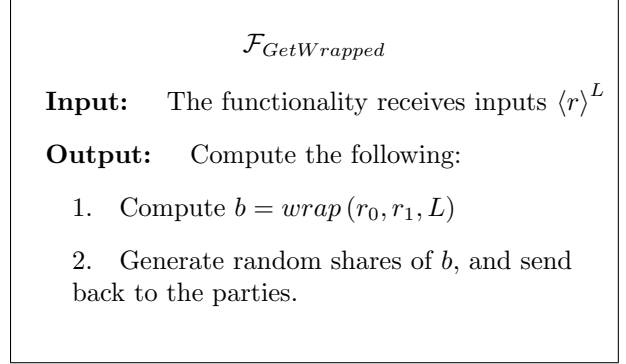 $\mathcal{F}_{GetWrapped}$
Input: The functionality receives inputs $\langle r \rangle^L$
Output: Compute the following:
1. Compute $b = wrap\,(r_0, r_1, L)$
2. Generate random shares of $b$, and send
back to the parties.